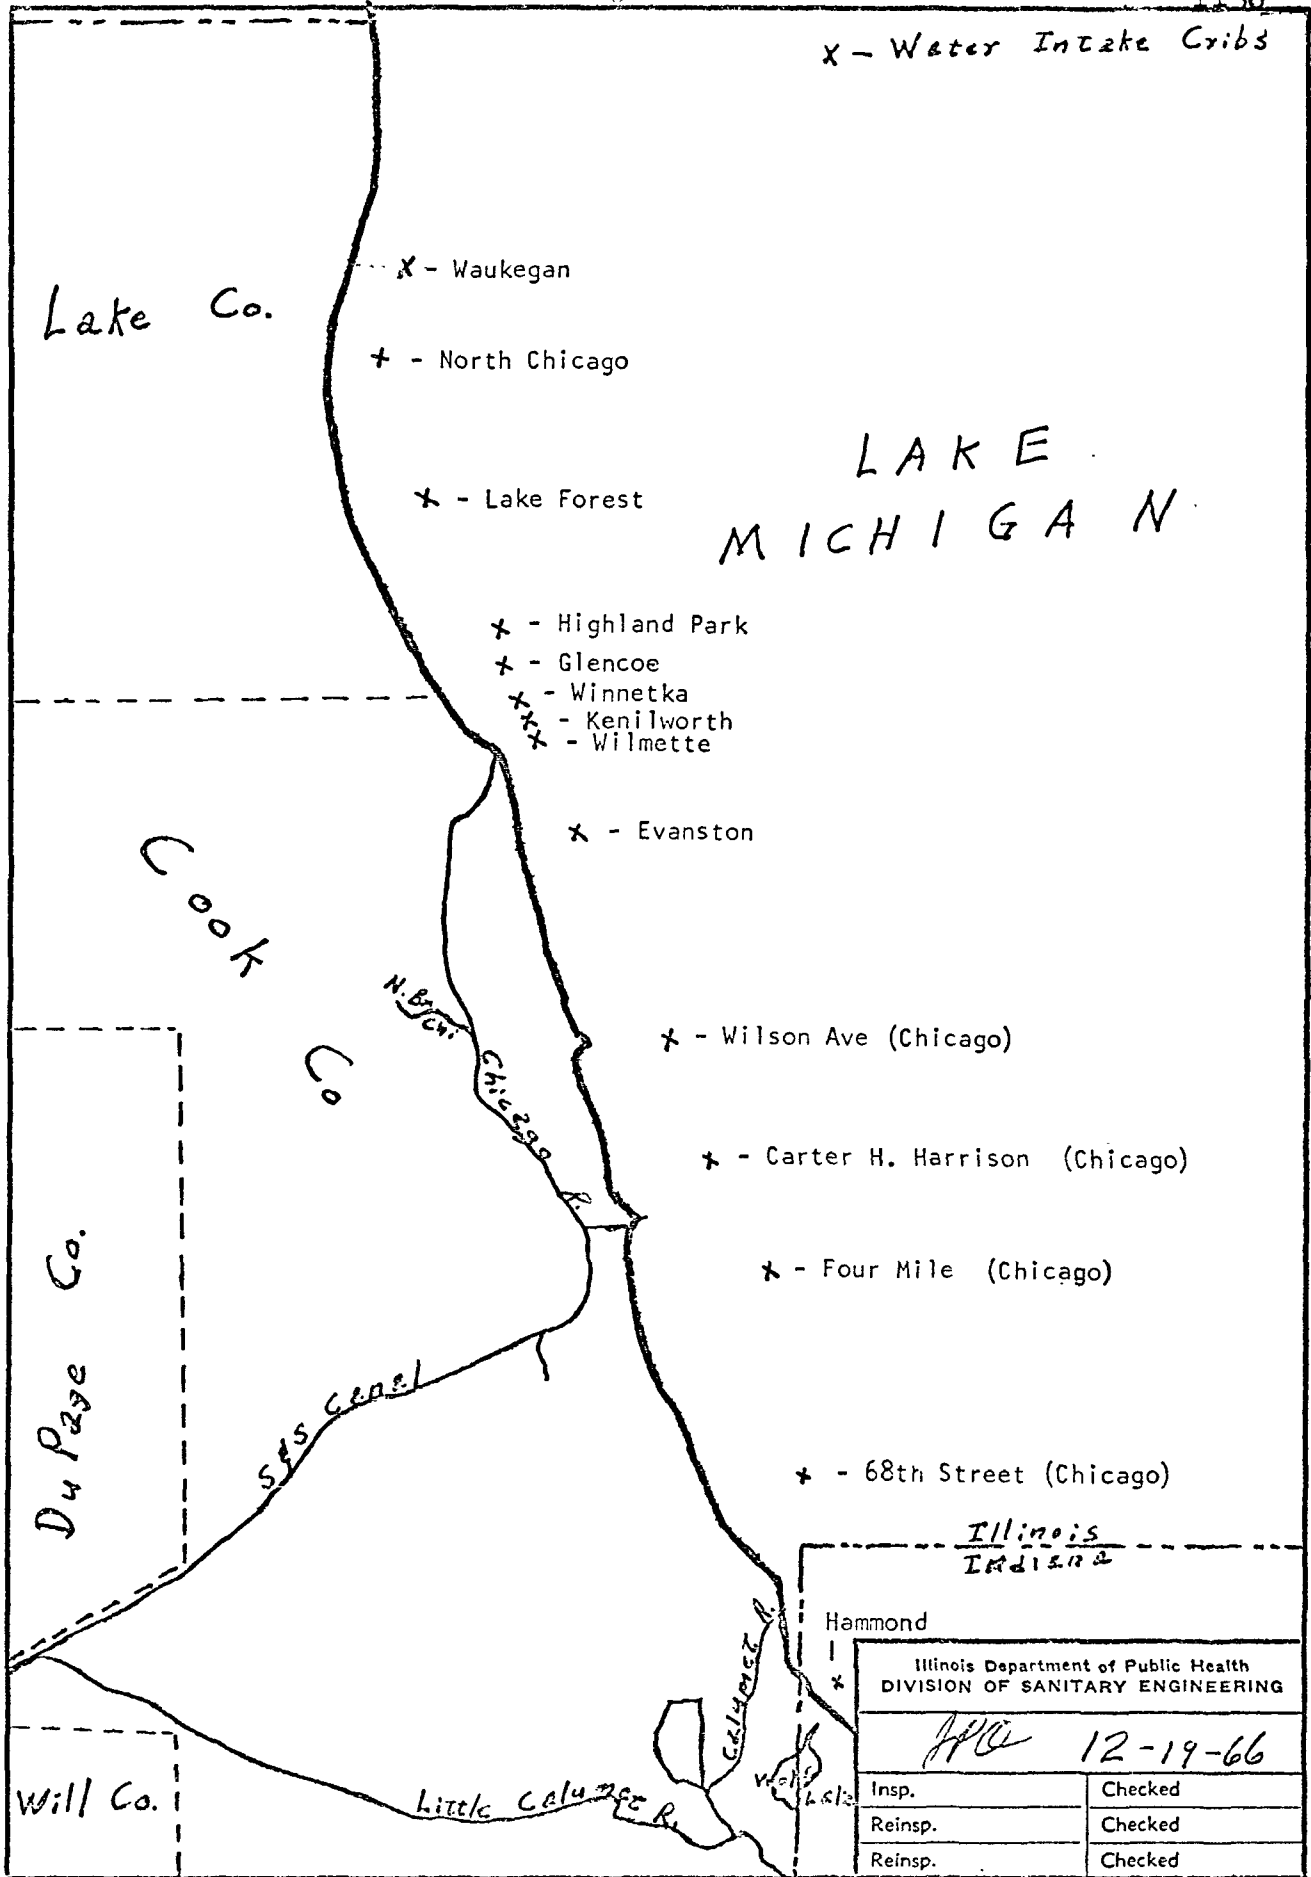 x - Water Intake Cribs
x - Waukegan
Lake Co.
x - North Chicago
LAKE
MICHIGAN
x - Lake Forest
x - Highland Park
x - Glencoe
x - Winnetka
x - Kenilworth
x - Wilmette
x - Evanston
Cook
Co
N. Br
Chi
Chicago R.
x - Wilson Ave (Chicago)
x - Carter H. Harrison (Chicago)
x - Four Mile (Chicago)
Du Page Co.
S&S Canal
x - 68th Street (Chicago)
Illinois
Indiana
Hammond
x
Calumet R.
Wolf
Lake
Will Co.
Little Calumet R.
Illinois Department of Public Health
DIVISION OF SANITARY ENGINEERING
12-19-66
Insp. Checked
Reinsp. Checked
Reinsp. Checked